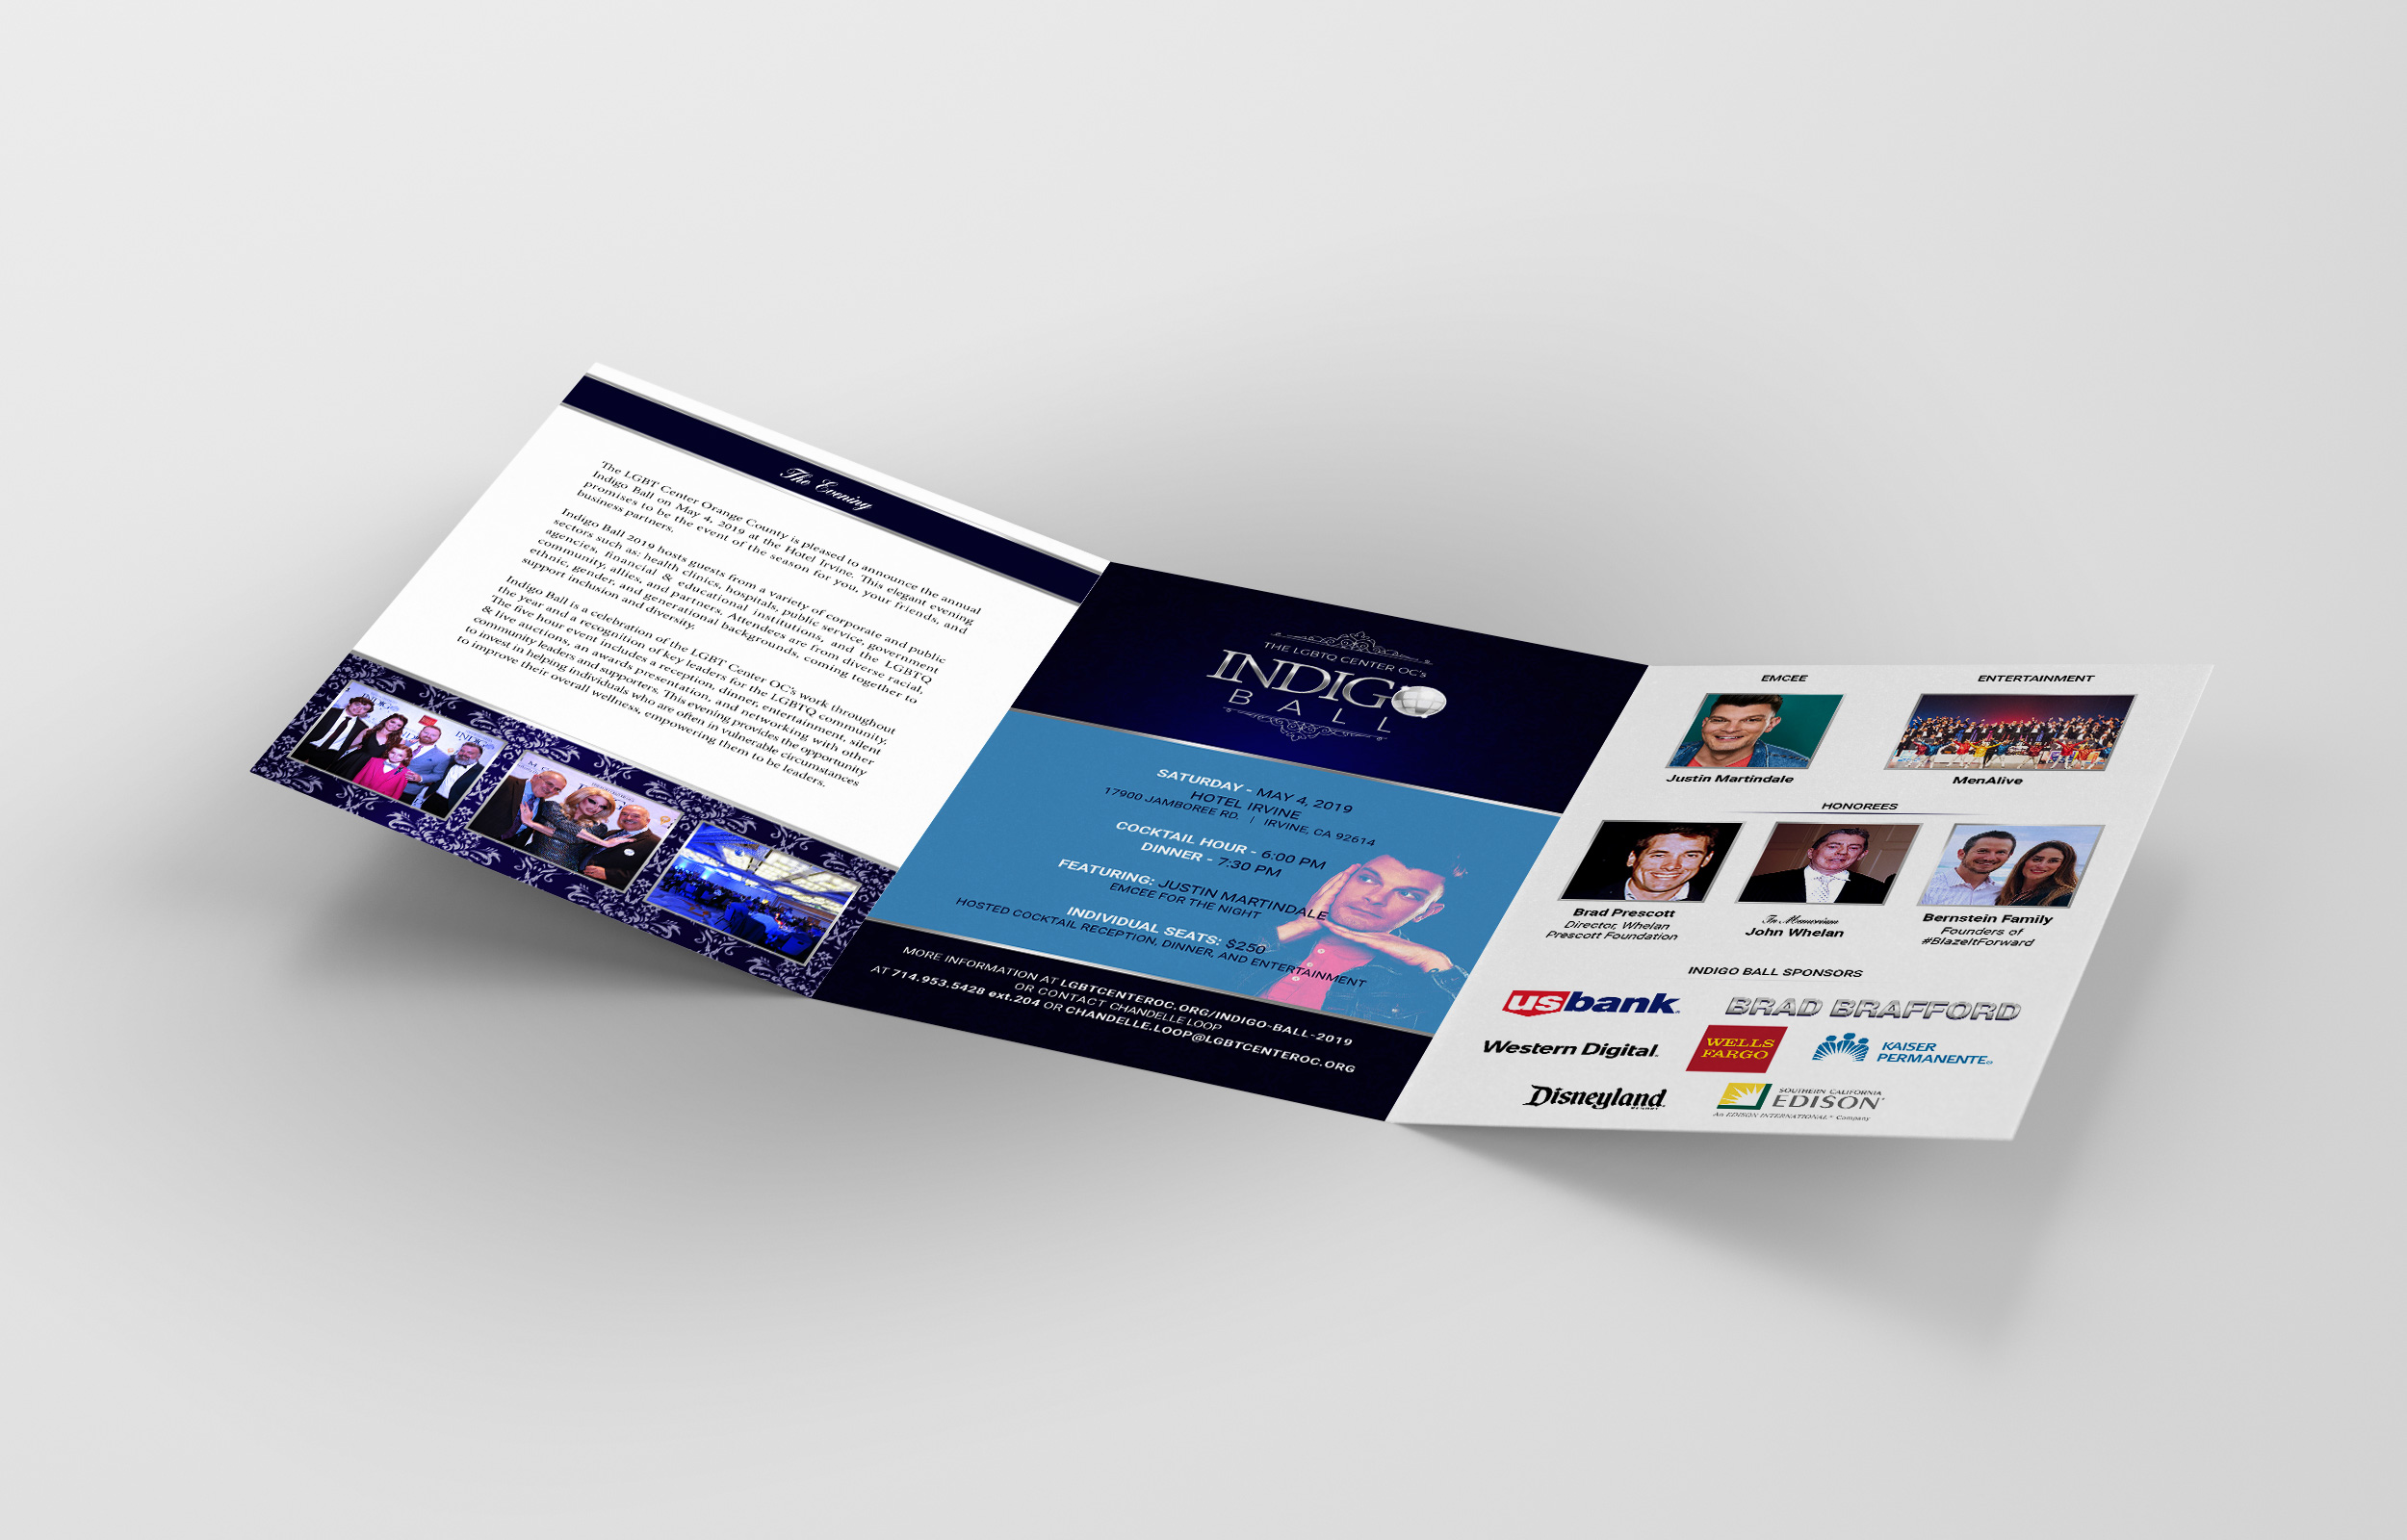 The Evening
The LGBT Center Orange County is pleased to announce the annual
Indigo Ball on May 4, 2019 at the Hotel Irvine. This elegant evening
promises to be the event of the season for you, your friends, and
business partners.
Indigo Ball 2019 hosts guests from a variety of corporate and public
sectors such as: health clinics, hospitals, public service, government
agencies, financial & educational institutions, and the LGBTQ
community, allies, and partners. Attendees are from diverse racial,
ethnic, gender, and generational backgrounds, coming together to
support inclusion and diversity.
Indigo Ball is a celebration of the LGBT Center OC's work throughout
the year and a recognition of key leaders for the LGBTQ community.
The five hour event includes a reception, dinner, entertainment, silent
& live auctions, an awards presentation, and networking with other
community leaders and supporters. This evening provides the opportunity
to invest in helping individuals who are often in vulnerable circumstances
to improve their overall wellness, empowering them to be leaders.
THE LGBTQ CENTER OC's
INDIGO
BALL
SATURDAY - MAY 4, 2019
HOTEL IRVINE
17900 JAMBOREE RD. / IRVINE, CA 92614
COCKTAIL HOUR - 6:00 PM
DINNER - 7:30 PM
FEATURING: JUSTIN MARTINDALE
EMCEE FOR THE NIGHT
INDIVIDUAL SEATS: $250
HOSTED COCKTAIL RECEPTION, DINNER, AND ENTERTAINMENT
MORE INFORMATION AT LGBTCENTEROC.ORG/INDIGO-BALL-2019
OR CONTACT CHANDELLE LOOP
AT 714.953.5428 ext.204 OR CHANDELLE.LOOP@LGBTCENTEROC.ORG
EMCEE
Justin Martindale
ENTERTAINMENT
MenAlive
HONOREES
Brad Prescott
Director, Whelan
Prescott Foundation
In Memoriam
John Whelan
Bernstein Family
Founders of
#BlazeItForward
INDIGO BALL SPONSORS
usbank
BRAD BRAFFORD
Western Digital
WELLS
FARGO
KAISER
PERMANENTE
Disneyland
RESORT
SOUTHERN CALIFORNIA
EDISON
An EDISON INTERNATIONAL Company